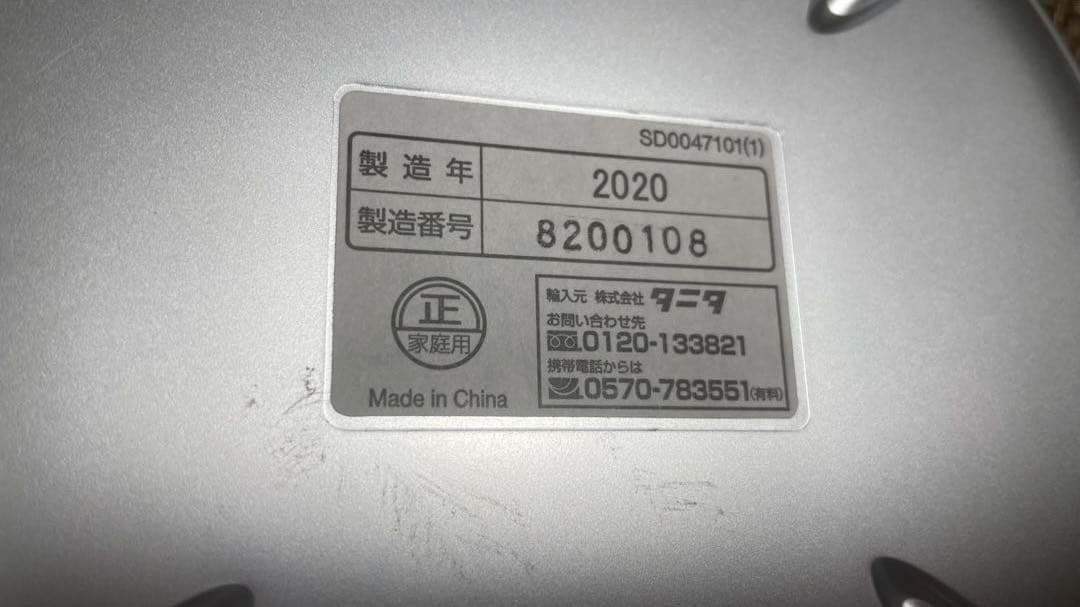 SD0047101(1)
製造年 2020
製造番号 8200108
正
家庭用
Made in China
輸入元 株式会社 タニタ
お問い合わせ先
0120-133821
携帯電話からは
0570-783551(有料)